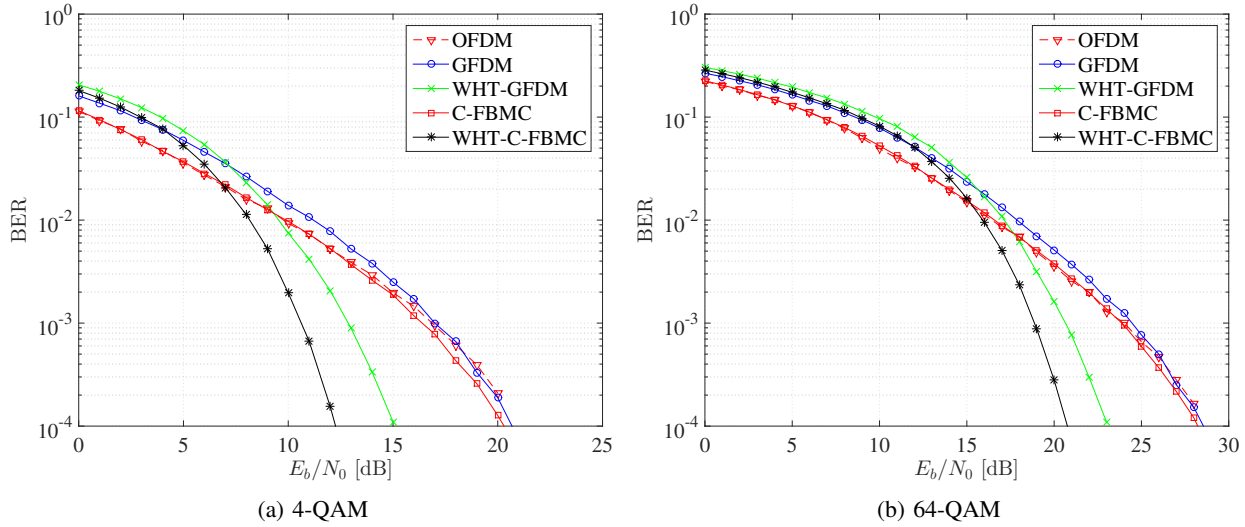 10^0
10^-1
10^-2
10^-3
10^-4
BER
0 5 10 15 20 25
E_b/N_0 [dB]
OFDM
GFDM
WHT-GFDM
C-FBMC
WHT-C-FBMC
(a) 4-QAM
10^0
10^-1
10^-2
10^-3
10^-4
BER
0 5 10 15 20 25 30
E_b/N_0 [dB]
OFDM
GFDM
WHT-GFDM
C-FBMC
WHT-C-FBMC
(b) 64-QAM